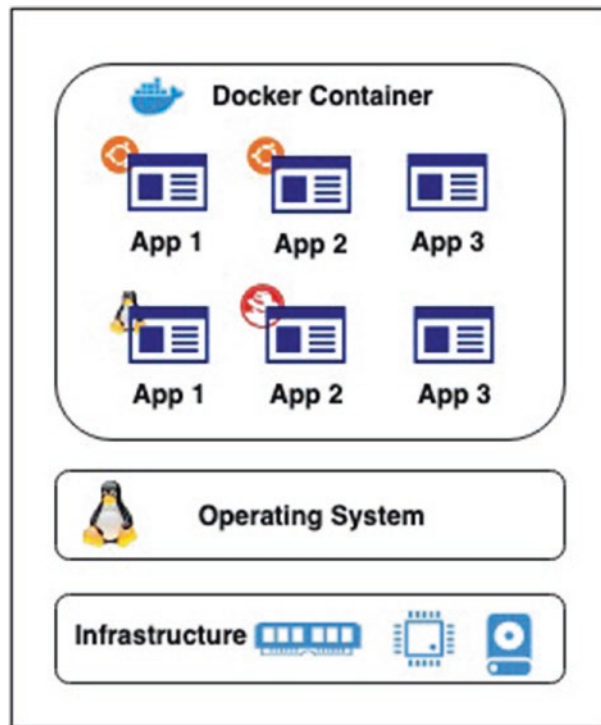 Docker Container
App 1 App 2 App 3
App 1 App 2 App 3
Operating System
Infrastructure